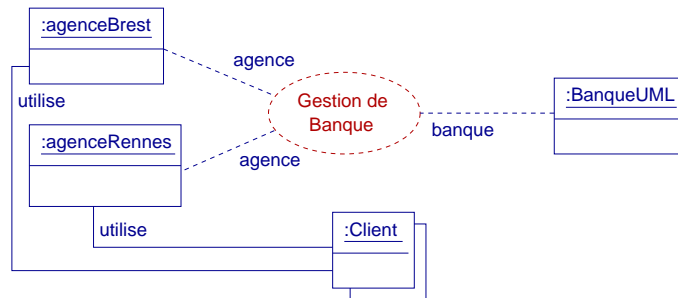 :agenceBrest
agence
utilise
Gestion de
Banque
:BanqueUML
banque
:agenceRennes
agence
utilise
:Client